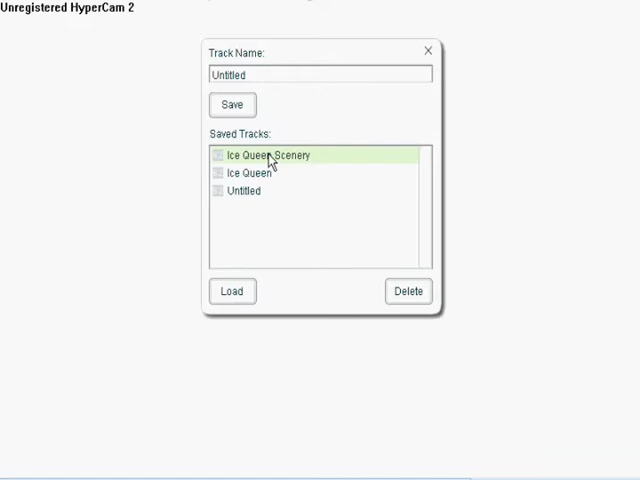 Unregistered HyperCam 2
Track Name:
Untitled
Save
Saved Tracks:
Ice Queen Scenery
Ice Queen
Untitled
Load
Delete